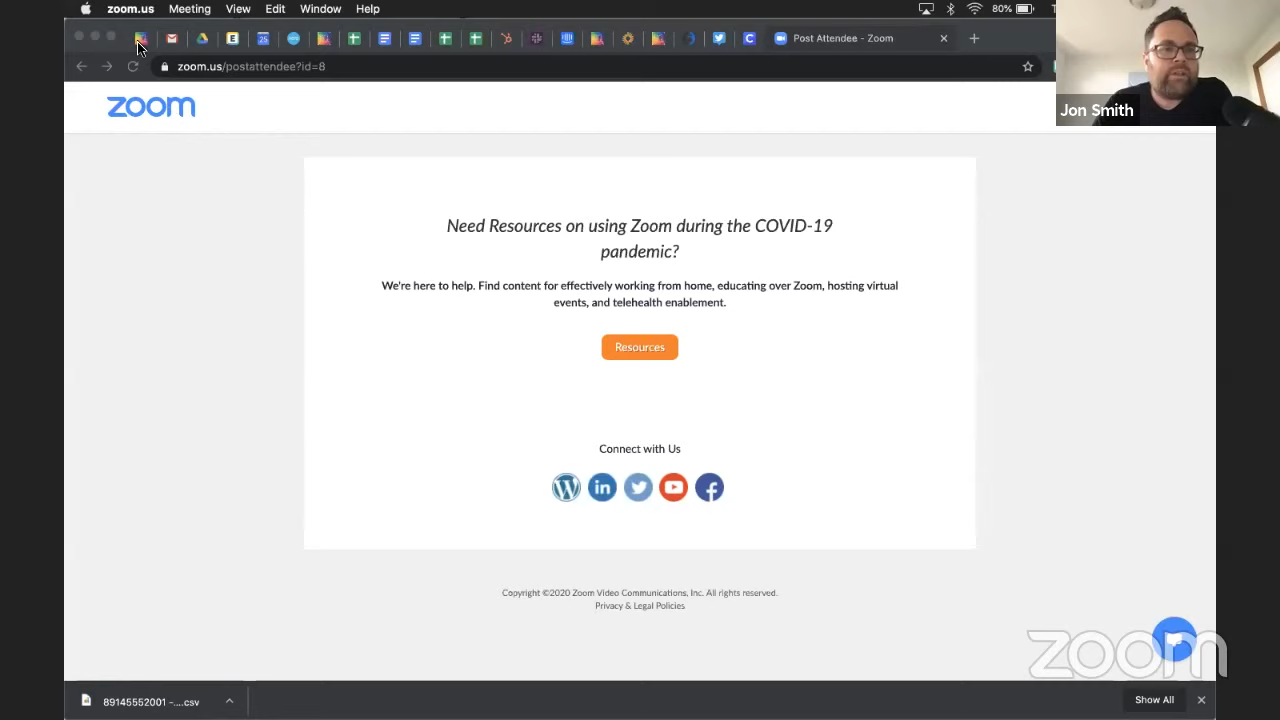 zoom.us Meeting View Edit Window Help 80%
25 Post Attendee - Zoom
zoom.us/postattendee?id=8
Jon Smith
zoom
Need Resources on using Zoom during the COVID-19
pandemic?
We're here to help. Find content for effectively working from home, educating over Zoom, hosting virtual
events, and telehealth enablement.
Resources
Connect with Us
Copyright ©2020 Zoom Video Communications, Inc. All rights reserved.
Privacy & Legal Policies
zoom
89145552001 -....csv
Show All